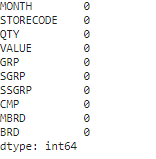 MONTH 0
STORECODE 0
QTY 0
VALUE 0
GRP 0
SGRP 0
SSGRP 0
CMP 0
MBRD 0
BRD 0
dtype: int64